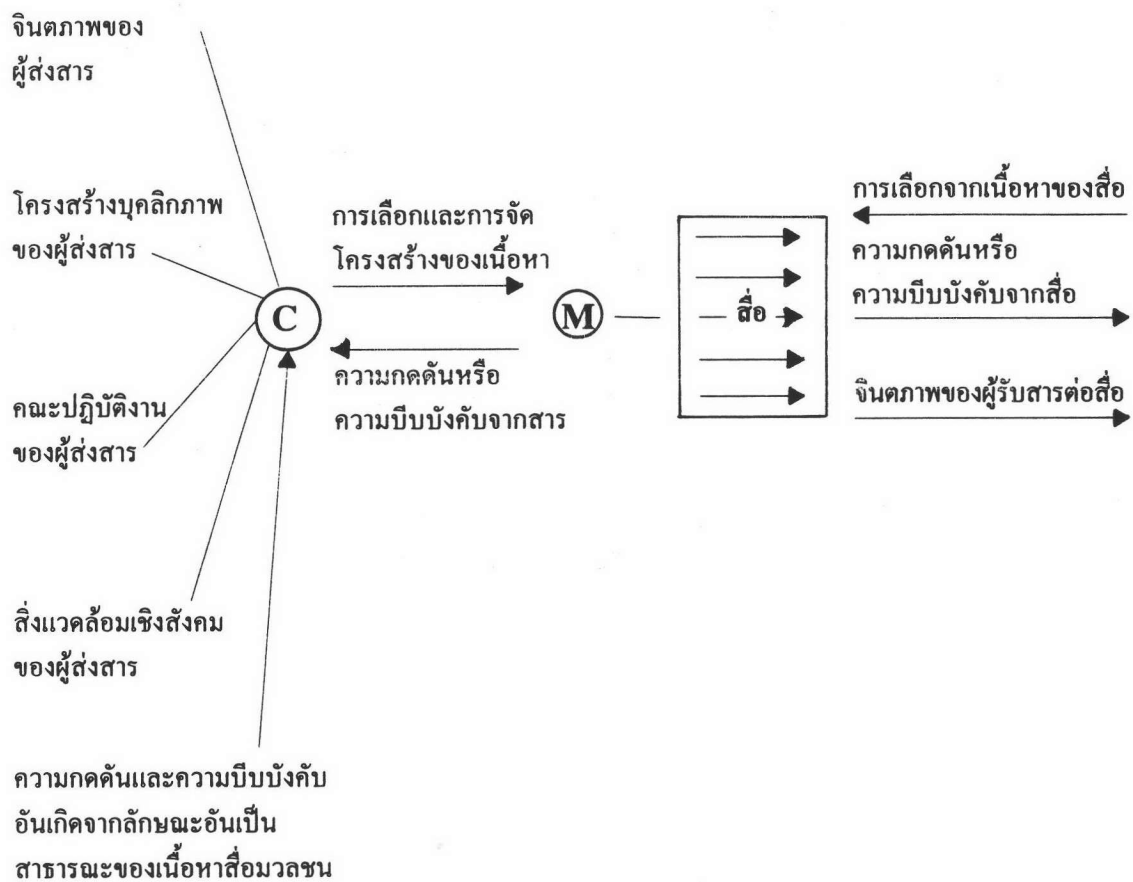 จินตภาพของ
ผู้ส่งสาร
โครงสร้างบุคลิกภาพ
ของผู้ส่งสาร
คณะปฏิบัติงาน
ของผู้ส่งสาร
สิ่งแวดล้อมเชิงสังคม
ของผู้ส่งสาร
ความกดดันและความบีบบังคับ
อันเกิดจากลักษณะอันเป็น
สาธารณะของเนื้อหาสื่อมวลชน
C
การเลือกและการจัด
โครงสร้างของเนื้อหา
ความกดดันหรือ
ความบีบบังคับจากสาร
M
สื่อ
การเลือกจากเนื้อหาของสื่อ
ความกดดันหรือ
ความบีบบังคับจากสื่อ
จินตภาพของผู้รับสารต่อสื่อ